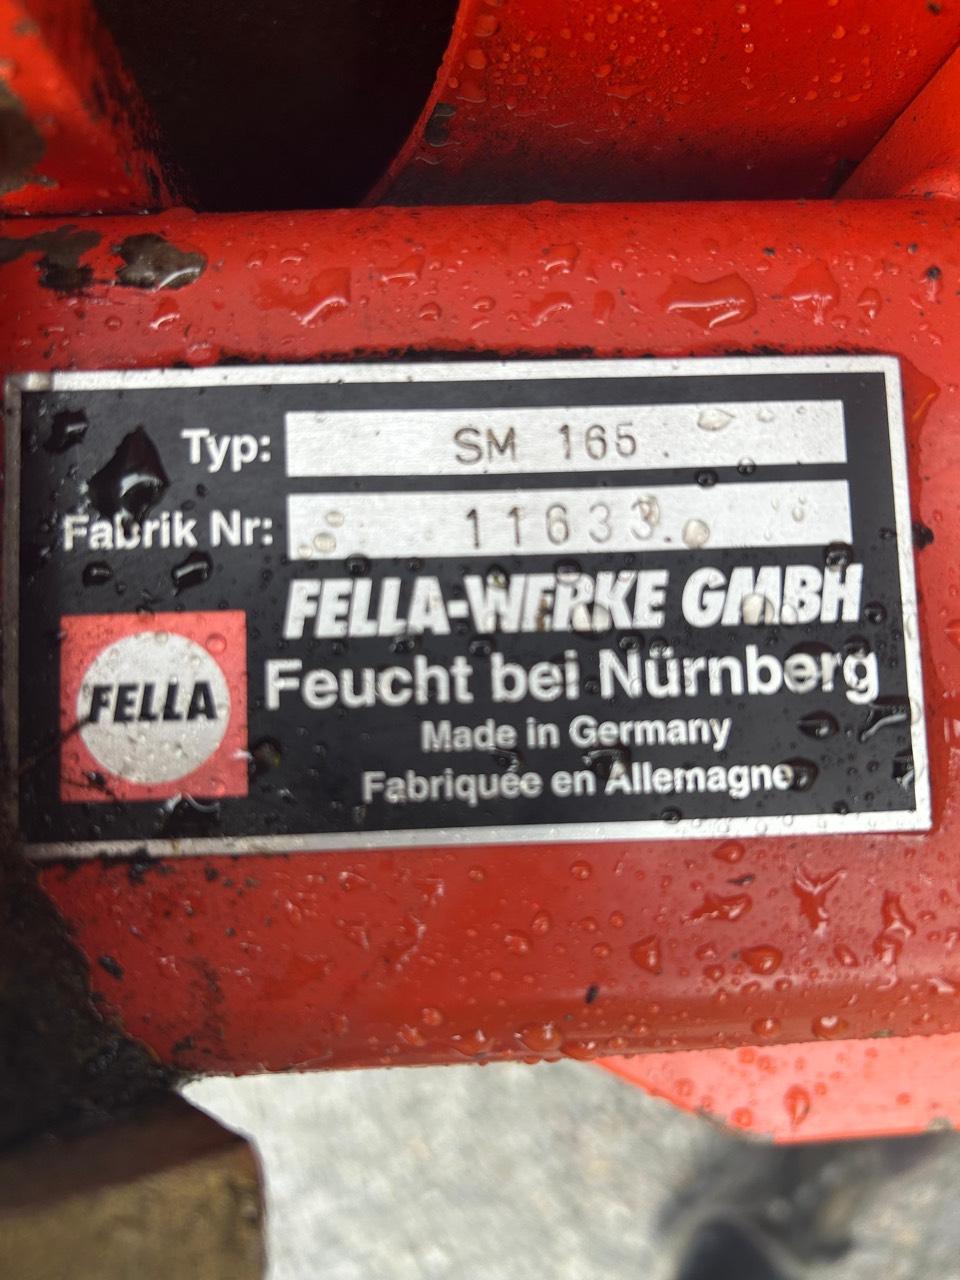 Typ: SM 165
Fabrik Nr: 11633
FELLA-WERKE GMBH
FELLA
Feucht bei Nürnberg
Made in Germany
Fabriquée en Allemagne